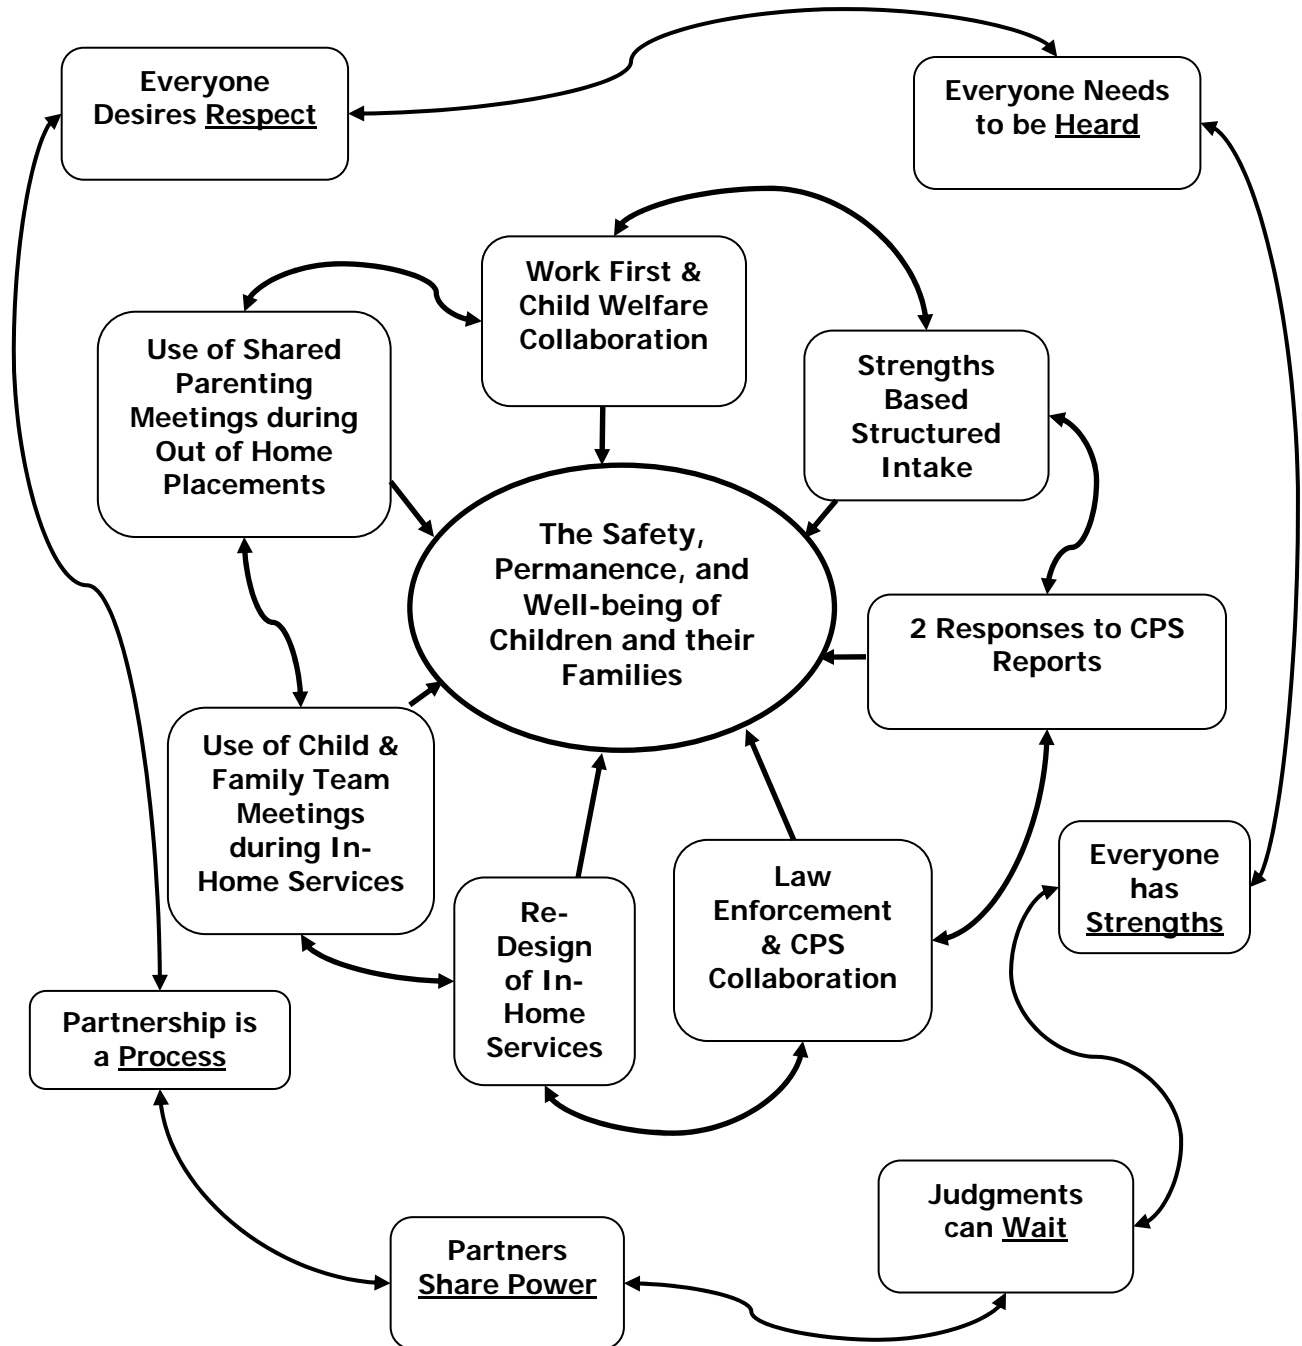 Everyone
Desires Respect
Everyone Needs
to be Heard
Work First &
Child Welfare
Collaboration
Use of Shared
Parenting
Meetings during
Out of Home
Placements
Strengths
Based
Structured
Intake
The Safety,
Permanence, and
Well-being of
Children and their
Families
2 Responses to CPS
Reports
Use of Child &
Family Team
Meetings
during In-
Home Services
Re-
Design
of In-
Home
Services
Law
Enforcement
& CPS
Collaboration
Everyone
has
Strengths
Partnership is
a Process
Judgments
can Wait
Partners
Share Power